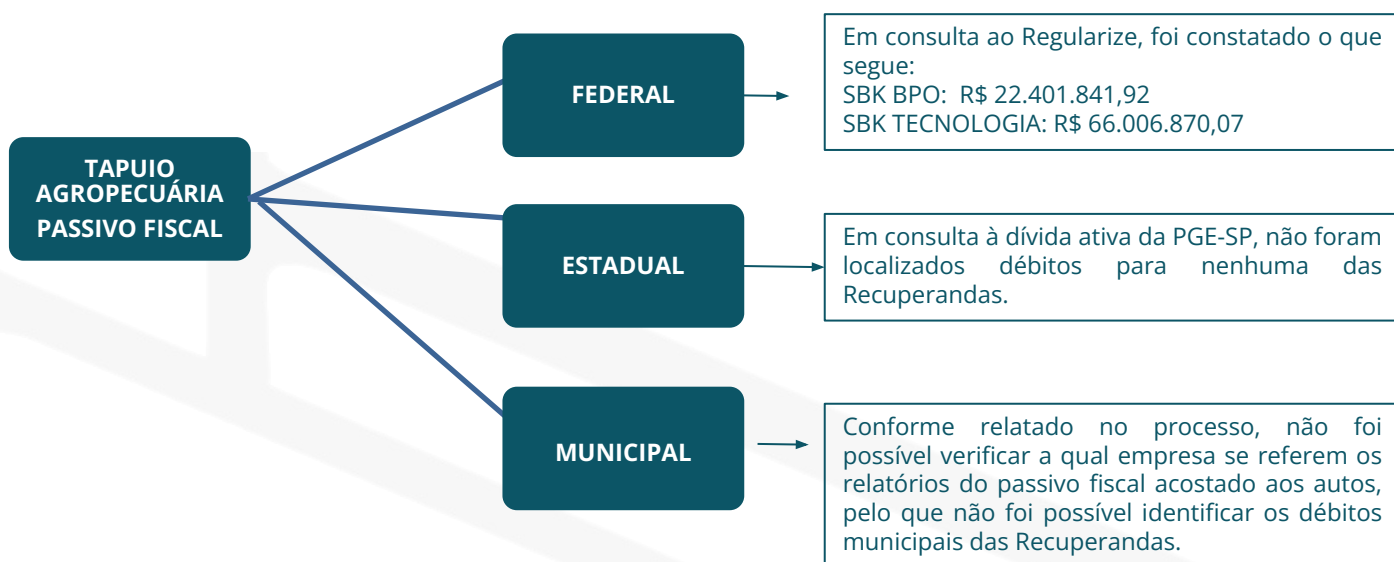 TAPUIO
AGROPECUÁRIA
PASSIVO FISCAL
FEDERAL
Em consulta ao Regularize, foi constatado o que
segue:
SBK BPO: R$ 22.401.841,92
SBK TECNOLOGIA: R$ 66.006.870,07
ESTADUAL
Em consulta à dívida ativa da PGE-SP, não foram
localizados débitos para nenhuma das
Recuperandas.
MUNICIPAL
Conforme relatado no processo, não foi
possível verificar a qual empresa se referem os
relatórios do passivo fiscal acostado aos autos,
pelo que não foi possível identificar os débitos
municipais das Recuperandas.